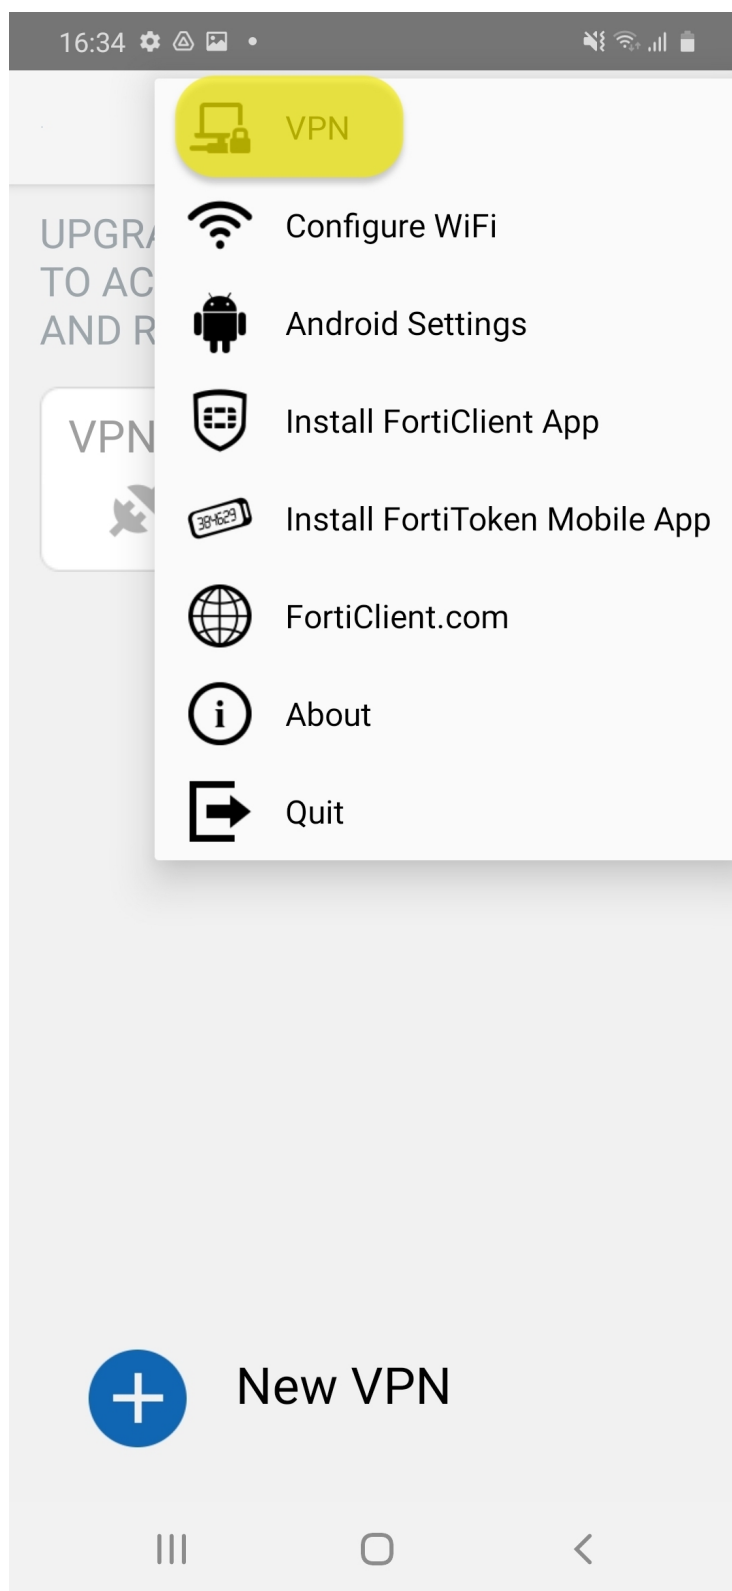 16:34
VPN
Configure WiFi
Android Settings
Install FortiClient App
384629
Install FortiToken Mobile App
FortiClient.com
About
Quit
UPGRA
TO AC
AND R
VPN
New VPN